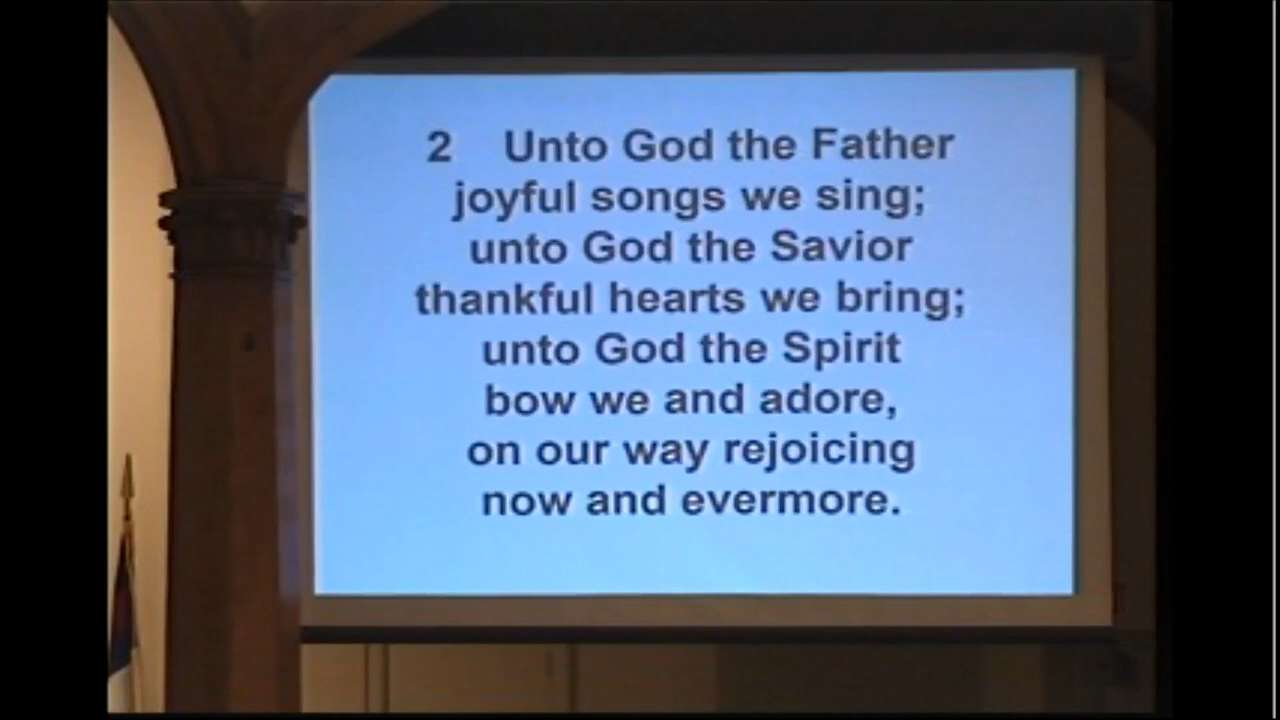 2 Unto God the Father
joyful songs we sing;
unto God the Savior
thankful hearts we bring;
unto God the Spirit
bow we and adore,
on our way rejoicing
now and evermore.